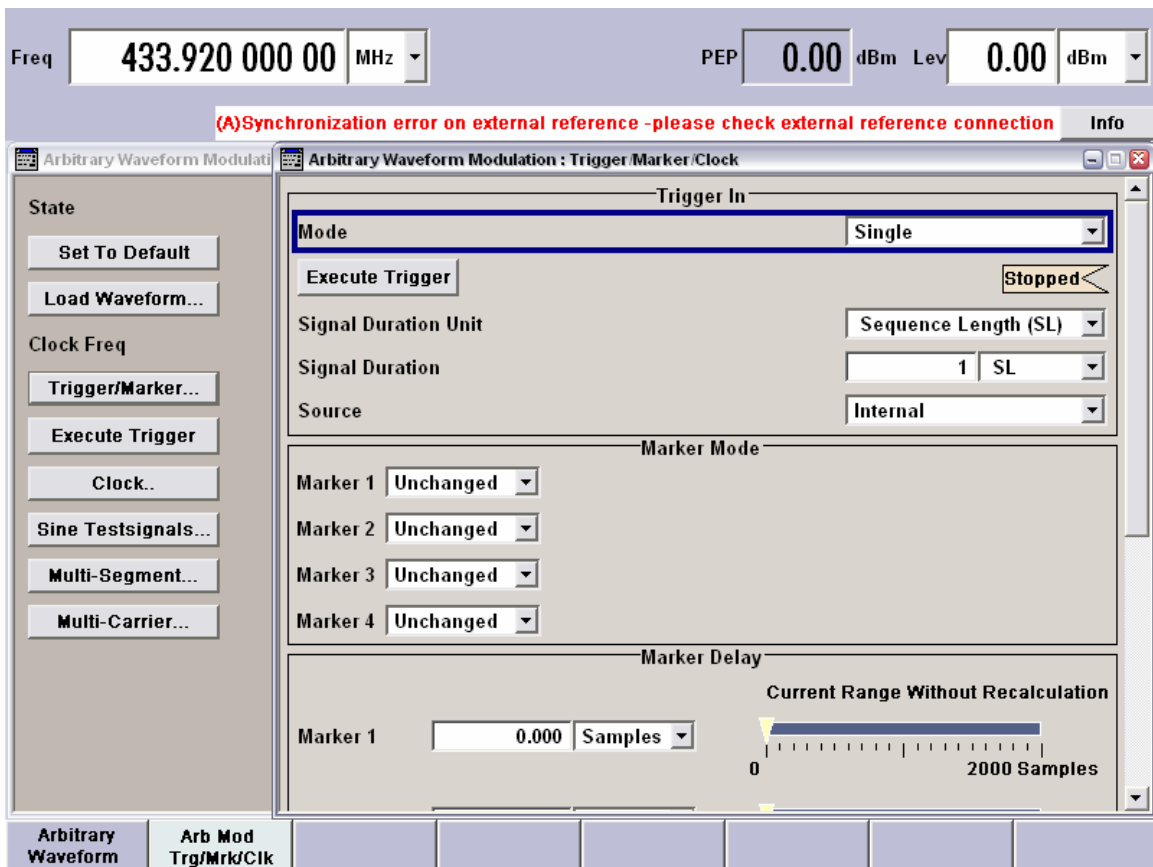 Freq 433.920 000 00 MHz PEP 0.00 dBm Lev 0.00 dBm
(A)Synchronization error on external reference -please check external reference connection Info
Arbitrary Waveform Modulati
Arbitrary Waveform Modulation : Trigger/Marker/Clock
State
Set To Default
Load Waveform...
Clock Freq
Trigger/Marker...
Execute Trigger
Clock..
Sine Testsignals...
Multi-Segment...
Multi-Carrier...
Trigger In
Mode Single
Execute Trigger Stopped
Signal Duration Unit Sequence Length (SL)
Signal Duration 1 SL
Source Internal
Marker Mode
Marker 1 Unchanged
Marker 2 Unchanged
Marker 3 Unchanged
Marker 4 Unchanged
Marker Delay
Current Range Without Recalculation
Marker 1 0.000 Samples
0 2000 Samples
Arbitrary Waveform
Arb Mod Trg/Mrk/Clk